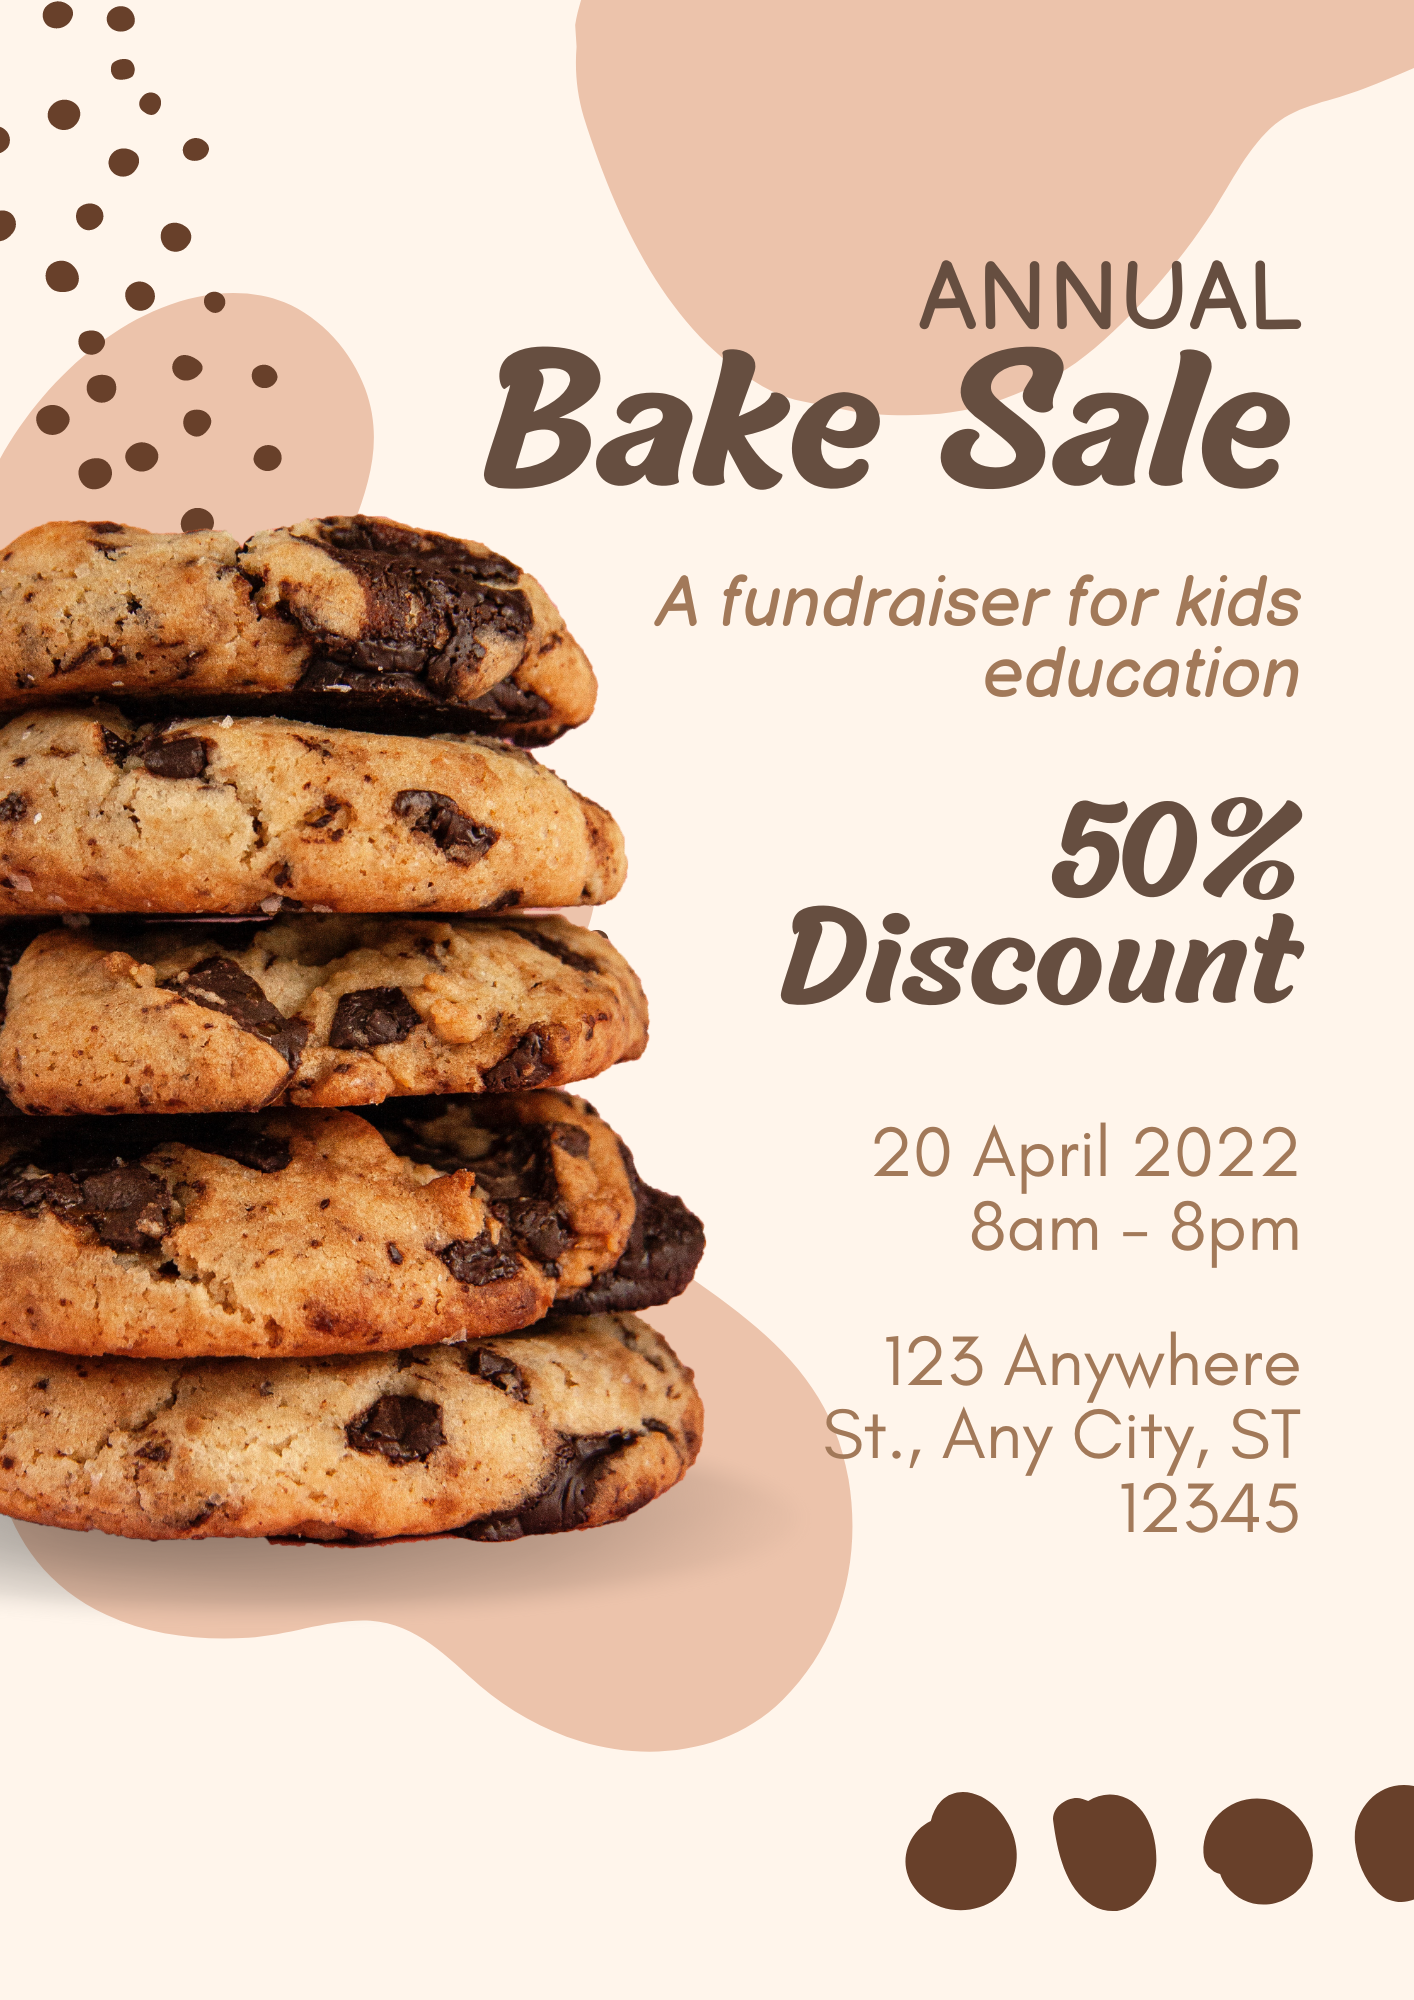 ANNUAL
Bake Sale
A fundraiser for kids
education
50%
Discount
20 April 2022
8am - 8pm
123 Anywhere
St., Any City, ST
12345